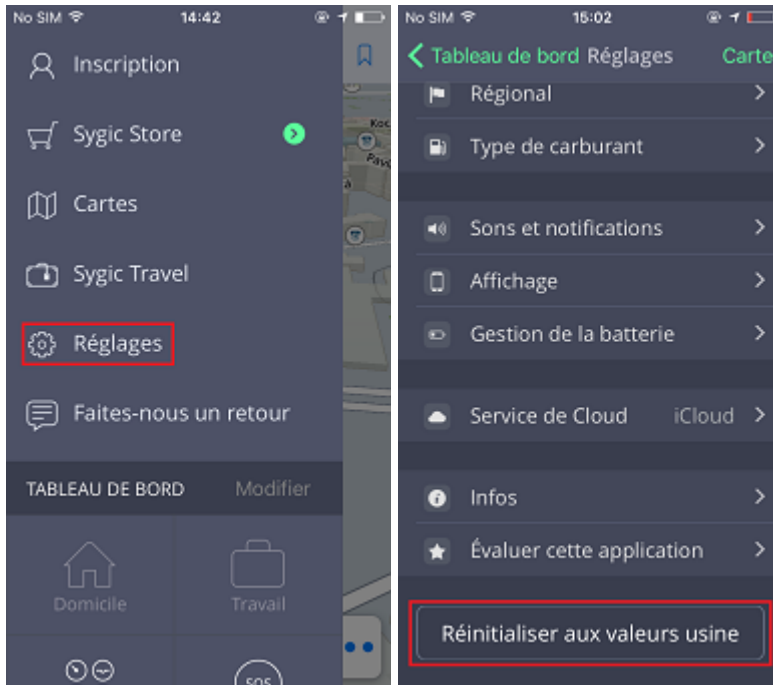 No SIM 14:42
Inscription
Sygic Store
Cartes
Sygic Travel
Réglages
Faites-nous un retour
TABLEAU DE BORD Modifier
Domicile Travail
SOS
No SIM 15:02
Tableau de bord Réglages Carte
Régional
Type de carburant
Sons et notifications
Affichage
Gestion de la batterie
Service de Cloud iCloud
Infos
Évaluer cette application
Réinitialiser aux valeurs usine